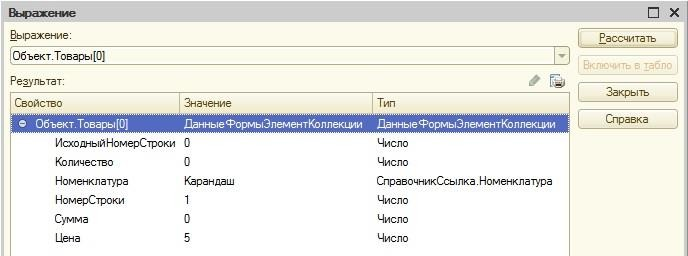 Выражение
Выражение:
Объект.Товары[0]
Рассчитать
Включить в табло
Результат:
Закрыть
Справка
Свойство Значение Тип
Объект.Товары[0] ДанныеФормыЭлементКоллекции ДанныеФормыЭлементКоллекции
ИсходныйНомерСтроки 0 Число
Количество 0 Число
Номенклатура Карандаш СправочникСсылка.Номенклатура
НомерСтроки 1 Число
Сумма 0 Число
Цена 5 Число